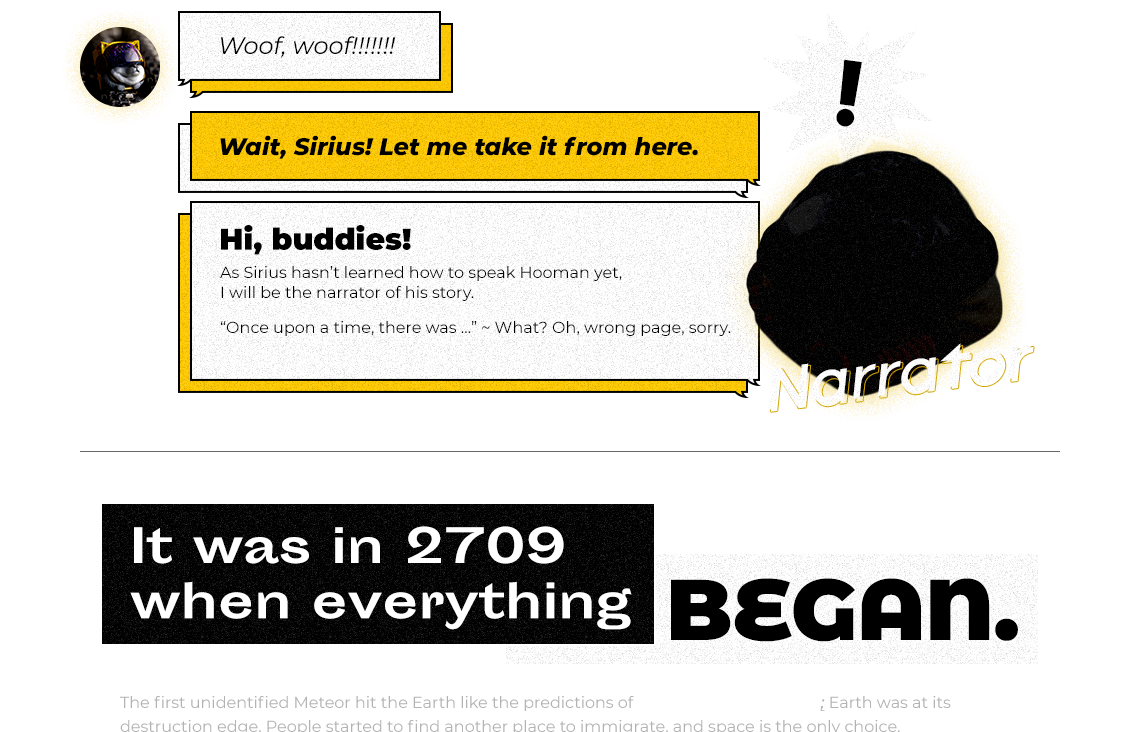 Woof, woof!!!!!!!
!
Wait, Sirius! Let me take it from here.
Hi, buddies!
As Sirius hasn’t learned how to speak Hooman yet,
I will be the narrator of his story.
“Once upon a time, there was ...” ~ What? Oh, wrong page, sorry.
Narrator
It was in 2709
when everything
BEGAN.
The first unidentified Meteor hit the Earth like the predictions of ; Earth was at its
destruction edge. People started to find another place to immigrate, and space is the only choice.